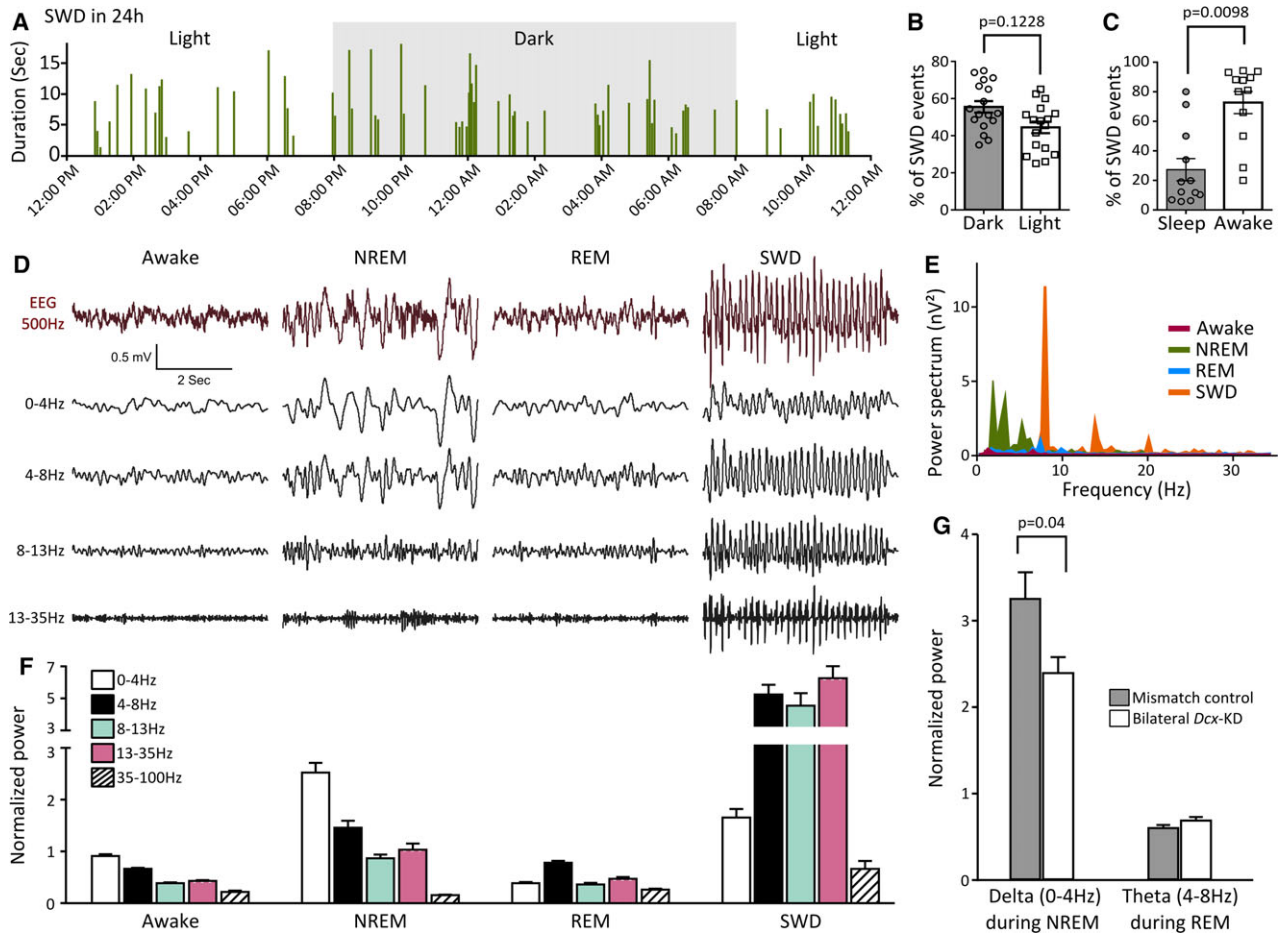 A
SWD in 24h
Light
Dark
Light
Duration (Sec)
20
15
10
5
0
12:00 PM
02:00 PM
04:00 PM
06:00 PM
08:00 PM
10:00 PM
12:00 AM
02:00 AM
04:00 AM
06:00 AM
08:00 AM
10:00 AM
12:00 AM
B
p=0.1228
% of SWD events
80
60
40
20
0
Dark
Light
C
p=0.0098
% of SWD events
100
80
60
40
20
0
Sleep
Awake
D
Awake
NREM
REM
SWD
EEG
500Hz
0.5 mV
2 Sec
0-4Hz
4-8Hz
8-13Hz
13-35Hz
E
Power spectrum (nV²)
10
5
0
0
10
20
30
Frequency (Hz)
Awake
NREM
REM
SWD
F
Normalized power
7
5
3
3
2
1
0
0-4Hz
4-8Hz
8-13Hz
13-35Hz
35-100Hz
Awake
NREM
REM
SWD
G
p=0.04
Normalized power
4
3
2
1
0
Mismatch control
Bilateral Dcx-KD
Delta (0-4Hz)
during NREM
Theta (4-8Hz)
during REM